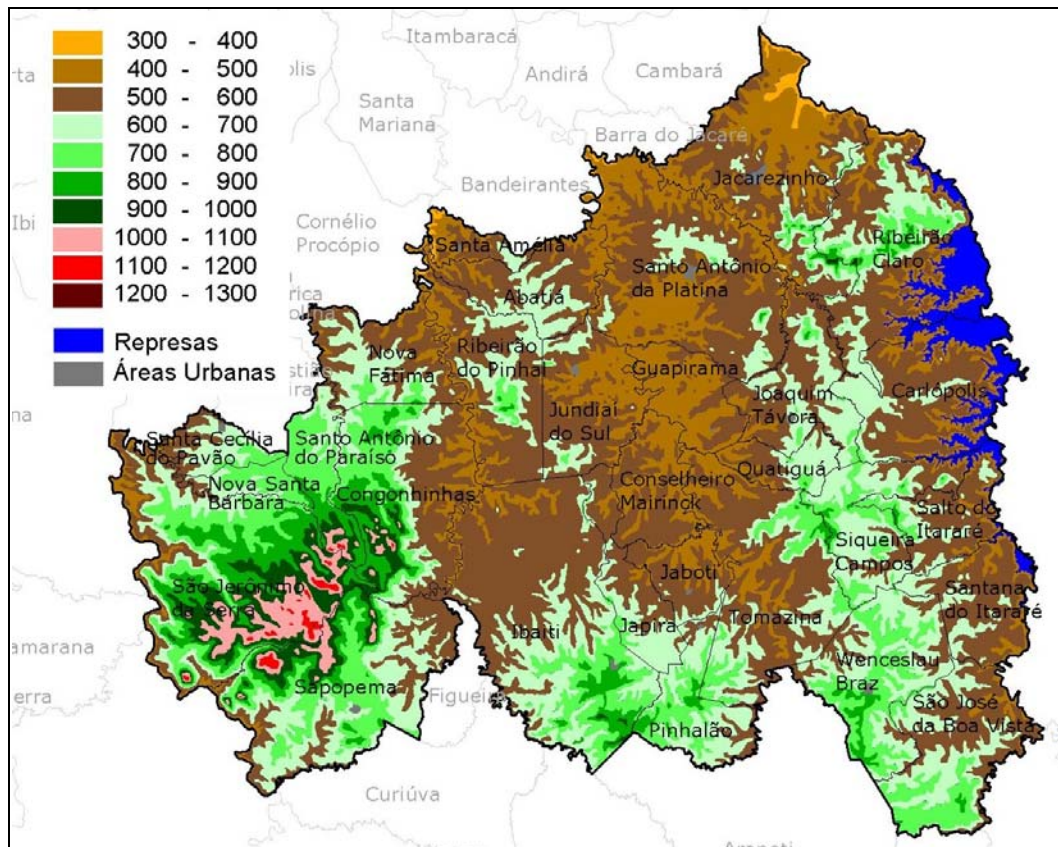 300 - 400
400 - 500
500 - 600
600 - 700
700 - 800
800 - 900
900 - 1000
1000 - 1100
1100 - 1200
1200 - 1300
Represas
Áreas Urbanas
Itambaracá
Andirá
Cambará
Santa
Mariana
Barra do Jacaré
Bandeirantes
Cornélio
Procópio
Ibi
Jacarezinho
Ribeirão
Claro
Santa Amélia
Santo Antônio
da Platina
Abatiá
Nova
Fátima
Ribeirão
do Pinhal
Guapirama
Joaquim
Távora
Carlópolis
Jundiaí
do Sul
Santa Cecília
do Pavão
Santo Antônio
do Paraíso
Nova Santa
Bárbara
Congonhinhas
Conselheiro
Mairinck
Quatiguá
Salto do
Itararé
Siqueira
Campos
São Jerônimo
da Serra
Jaboti
Santana
do Itararé
Ibaiti
Japira
Tomazina
amarana
erra
Sapopema
Figueira
Wenceslau
Braz
Pinhalão
São José
da Boa Vista
Curiúva